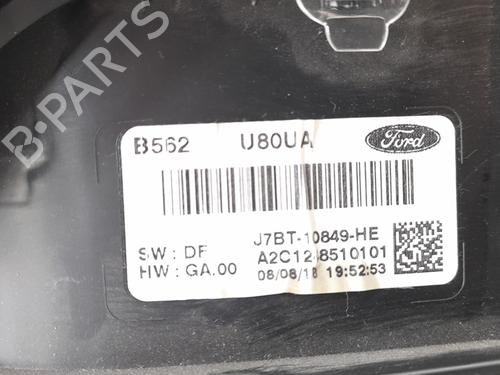 B-PARTS
B562 U80UA Ford
J7BT-10849-HE
SW : DF A2C12 8510101
HW : GA.00 08/08/18 19:52:53